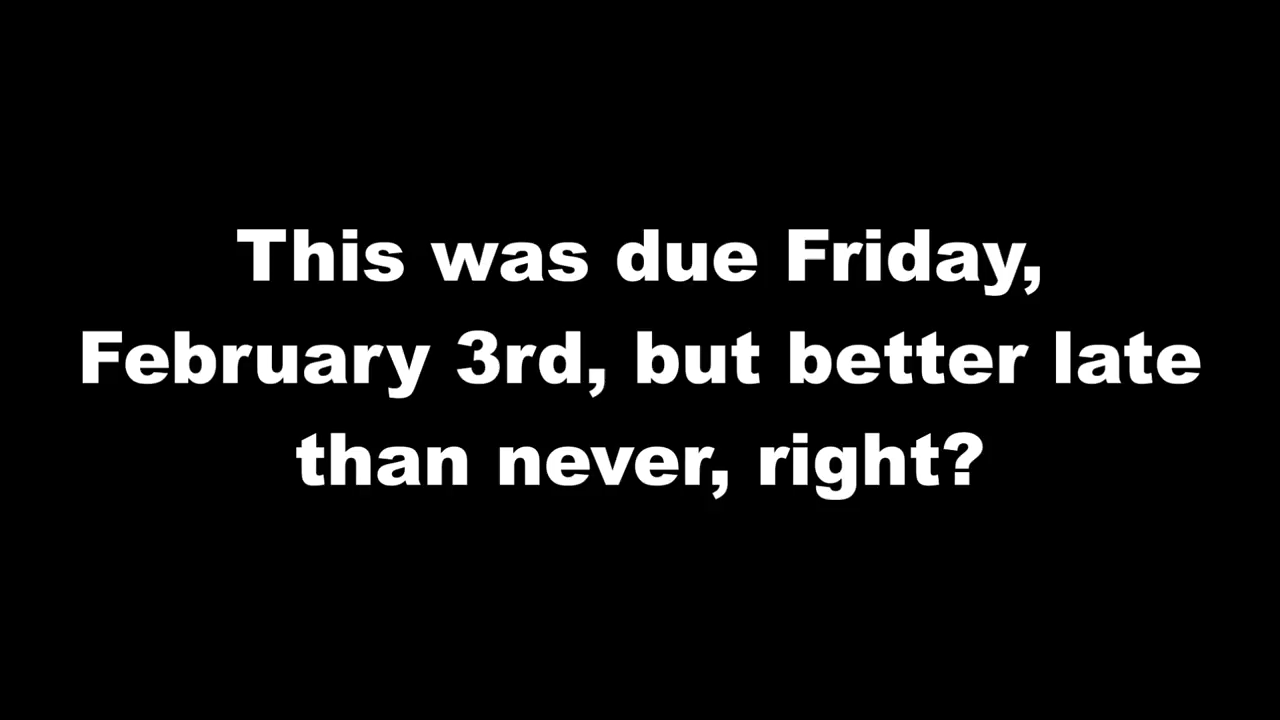 This was due Friday,
February 3rd, but better late
than never, right?